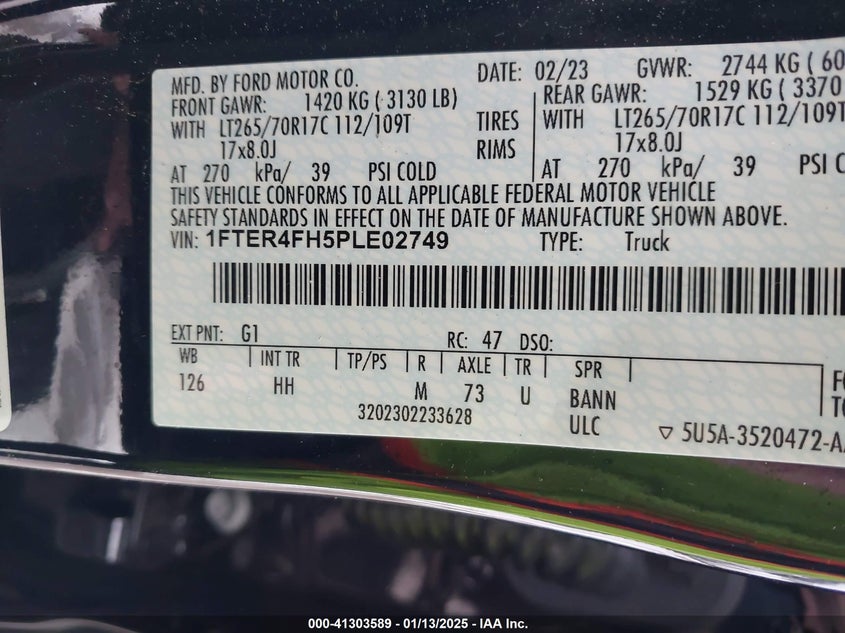 MFD. BY FORD MOTOR CO. DATE: 02/23 GVWR: 2744 KG ( 60
FRONT GAWR: 1420 KG ( 3130 LB) REAR GAWR: 1529 KG ( 3370
WITH LT265/70R17C 112/109T TIRES WITH LT265/70R17C 112/109T
17x8.0J RIMS 17x8.0J
AT 270 kPa/ 39 PSI COLD AT 270 kPa/ 39 PSI C
THIS VEHICLE CONFORMS TO ALL APPLICABLE FEDERAL MOTOR VEHICLE
SAFETY STANDARDS IN EFFECT ON THE DATE OF MANUFACTURE SHOWN ABOVE.
VIN: 1FTER4FH5PLE02749 TYPE: Truck
EXT PNT: G1 RC: 47 DSO:
WB INT TR TP/PS R AXLE TR SPR
126 HH M 73 U BANN
3202302233628 ULC
▽ 5U5A-3520472-A
000-41303589 - 01/13/2025 - IAA Inc.